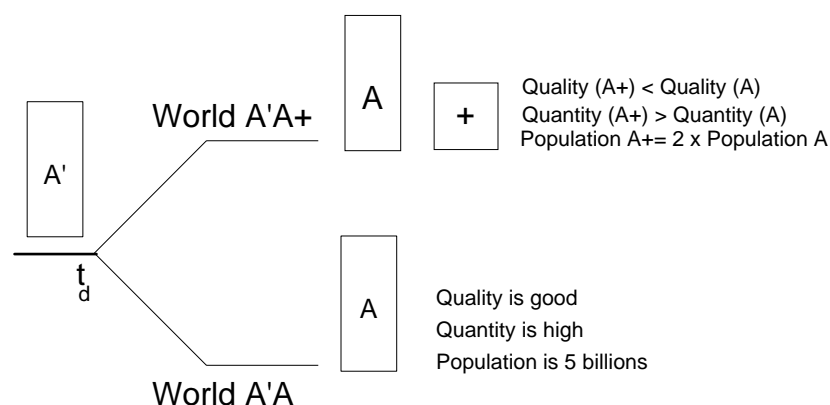 A
Quality (A+) < Quality (A)
World A'A+
+
Quantity (A+) > Quantity (A)
Population A+= 2 x Population A
A'
t
d
A
Quality is good
Quantity is high
Population is 5 billions
World A'A